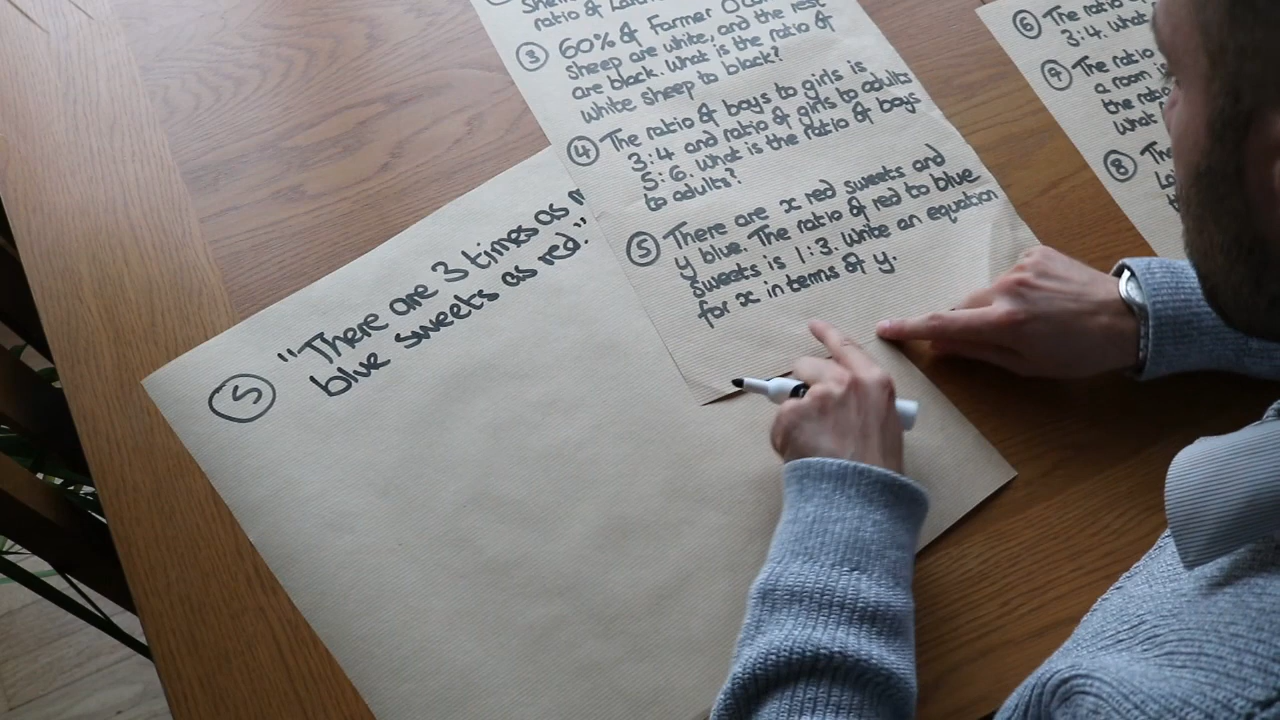 ratio of
③ 60% of Farmer
sheep are white, and the rest
are black. What is the ratio of
white sheep to black?
④ The ratio of boys to girls is
3:4 and ratio of girls to adults
5:6. What is the ratio of boys
to adults?
⑤ There are x red sweets and
y blue. The ratio of red to blue
sweets is 1:3. Write an equation
for x in terms of y.
⑤ "There are 3 times as
blue sweets as red."
⑥ The ratio
3:4. What
⑦ The ratio
a room
the ratio
What
⑧ The